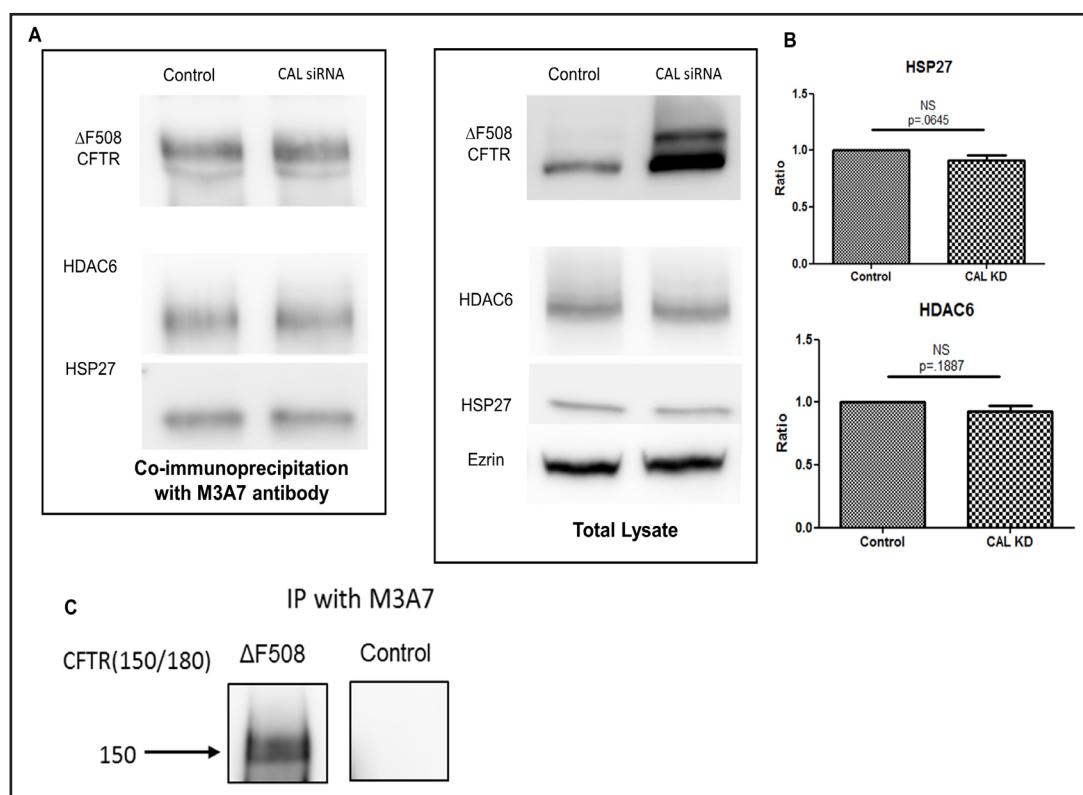 A
Control CAL siRNA
ΔF508
CFTR
HDAC6
HSP27
Co-immunoprecipitation
with M3A7 antibody
Control CAL siRNA
ΔF508
CFTR
HDAC6
HSP27
Ezrin
Total Lysate
B
HSP27
NS
p=.0645
Ratio
1.5
1.0
0.5
0.0
Control CAL KD
HDAC6
NS
p=.1887
Ratio
1.5
1.0
0.5
0.0
Control CAL KD
C
IP with M3A7
CFTR(150/180) ΔF508 Control
150